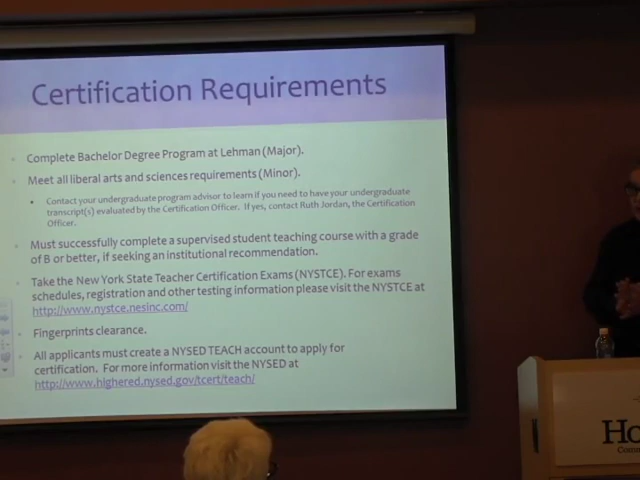 Certification Requirements
Complete Bachelor Degree Program at Lehman (Major).
Meet all liberal arts and sciences requirements (Minor).
Contact your undergraduate program advisor to learn if you need to have your undergraduate
transcript(s) evaluated by the Certification Officer. If yes, contact Ruth Jordan, the Certification
Officer.
Must successfully complete a supervised student teaching course with a grade
of B or better, if seeking an institutional recommendation.
Take the New York State Teacher Certification Exams (NYSTCE). For exams
schedules, registration and other testing information please visit the NYSTCE at
http://www.nystce.nesinc.com/
Fingerprints clearance.
All applicants must create a NYSED TEACH account to apply for
certification. For more information visit the NYSED at
http://www.highered.nysed.gov/tcert/teach/
Ho
Comm